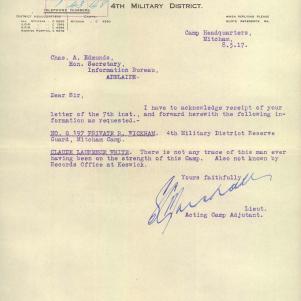 4TH MILITARY DISTRICT.
TELEPHONE NUMBERS
Camp Headquarters,
Mitcham,
8.3.17.
Chas. A. Edmunds,
Hon. Secretary,
Information Bureau,
ADELAIDE.
Dear Sir,
I have to acknowledge receipt of your
letter of the 7th inst., and forward herewith the following in-
formation as requested.-
PRIVATE R. WICKHAM. 4th Military District Reserve
Guard, Mitcham Camp.
CLAUDE LAURENCE WHITE. There is not any trace of this man ever
having been on the strength of this Camp. Also not known by
Records Office at Keswick.
Yours faithfully,
Lieut.
Acting Camp Adjutant.